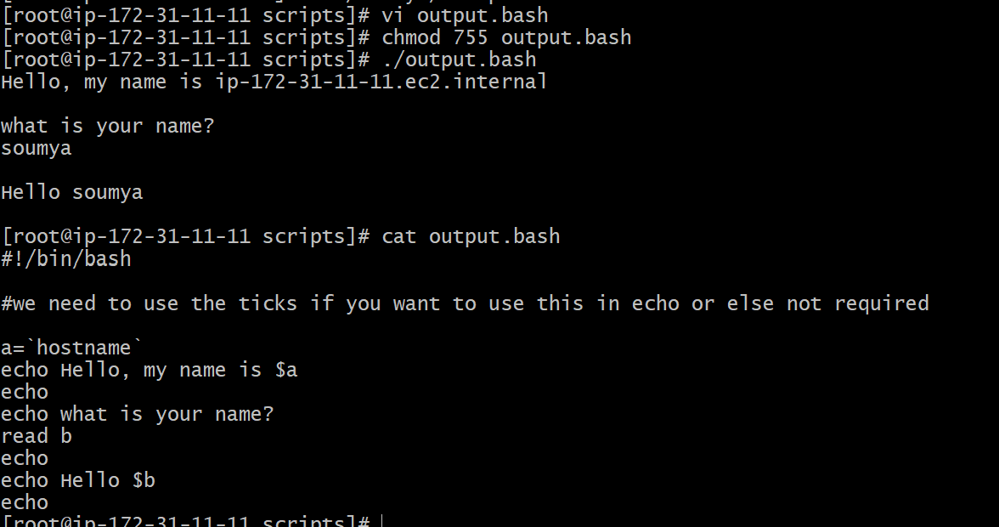 [root@ip-172-31-11-11 scripts]# vi output.bash
[root@ip-172-31-11-11 scripts]# chmod 755 output.bash
[root@ip-172-31-11-11 scripts]# ./output.bash
Hello, my name is ip-172-31-11-11.ec2.internal

what is your name?
soumya

Hello soumya

[root@ip-172-31-11-11 scripts]# cat output.bash
#!/bin/bash

#we need to use the ticks if you want to use this in echo or else not required

a=`hostname`
echo Hello, my name is $a
echo
echo what is your name?
read b
echo
echo Hello $b
echo
[root@ip-172-31-11-11 scripts]#